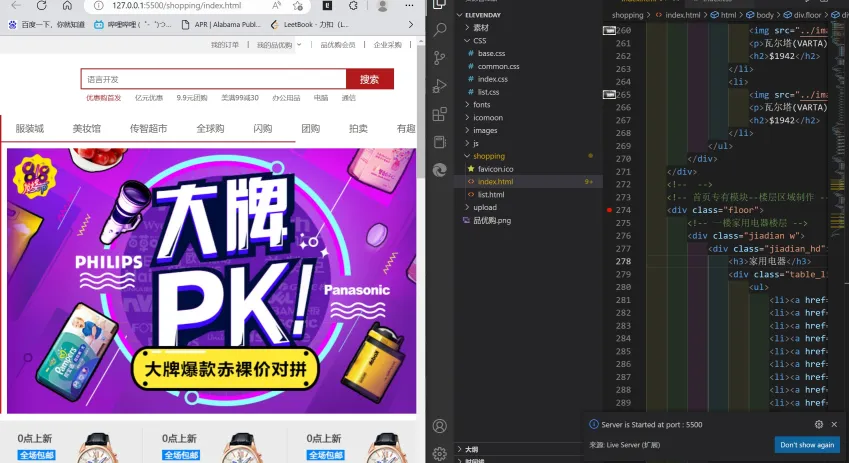 127.0.0.1:5500/shopping/index.html
百度一下，你就知道
哔哩哔哩 (゜-゜)つ...
APR | Alabama Publ...
LeetBook - 力扣（L...
我的订单
我的品优购
品优购会员
企业采购
语言开发
搜索
优惠购首发
亿元优惠
9.9元团购
美满99减30
办公用品
电脑
通信
服装城
美妆馆
传智超市
全球购
闪购
团购
拍卖
有趣
大牌
PK!
PHILIPS
Panasonic
Pampers
大牌爆款赤裸价对拼
0点上新
全场包邮
0点上新
全场包邮
0点上新
全场包邮
ELEVENDAY
素材
CSS
base.css
common.css
index.css
list.css
fonts
icomoon
images
js
shopping
favicon.ico
index.html
9+
list.html
upload
品优购.png
大纲
shopping > index.html > html > body > div.floor >
260 <img src="../ima
261 <p>瓦尔塔(VARTA)
262 <h2>$1942</h2>
263 </li>
264 <li>
265 <img src="../ima
266 <p>瓦尔塔(VARTA)
267 <h2>$1942</h2>
268 </li>
269 </ul>
270 </div>
271 </div>
272 <!-- -->
273 <!-- 首页专有模块--楼层区域制作 -
274 <div class="floor">
275 <!-- 一楼家用电器楼层 -->
276 <div class="jiadian w">
277 <div class="jiadian_hd"
278 <h3>家用电器</h3>
279 <div class="table_li
280 <ul>
281 <li><a href=
282 <li><a href=
283 <li><a href=
284 <li><a href=
285 <li><a href=
286 <li><a href=
287 <li><a href=
288 <li><a href=
289 <li><a href=
Server is Started at port : 5500
来源: Live Server (扩展)
Don't show again